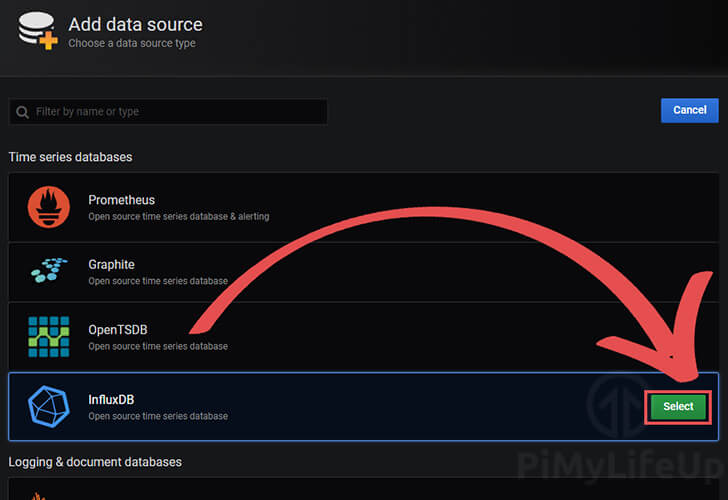 Add data source
Choose a data source type
Filter by name or type
Cancel
Time series databases
Prometheus
Open source time series database & alerting
Graphite
Open source time series database
OpenTSDB
Open source time series database
InfluxDB
Open source time series database
Select
Logging & document databases
PiMyLifeUp